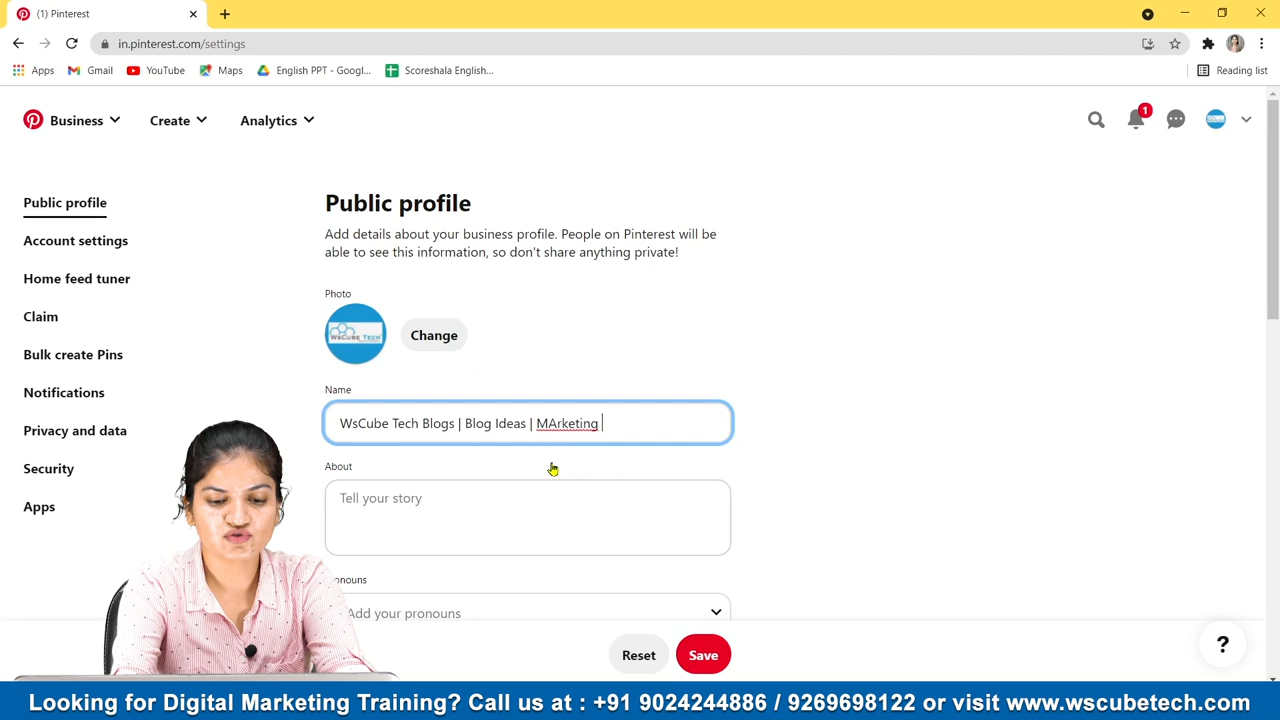 (1) Pinterest
in.pinterest.com/settings
Apps Gmail YouTube Maps English PPT - Googl... Scoreshala English... Reading list
Business Create Analytics
1
Public profile
Account settings
Home feed tuner
Claim
Bulk create Pins
Notifications
Privacy and data
Security
Apps
Public profile
Add details about your business profile. People on Pinterest will be
able to see this information, so don't share anything private!
Photo
WsCube Tech
Change
Name
WsCube Tech Blogs | Blog Ideas | MArketing
About
Tell your story
onouns
Add your pronouns
Reset Save
?
Looking for Digital Marketing Training? Call us at : +91 9024244886 / 9269698122 or visit www.wscubetech.com